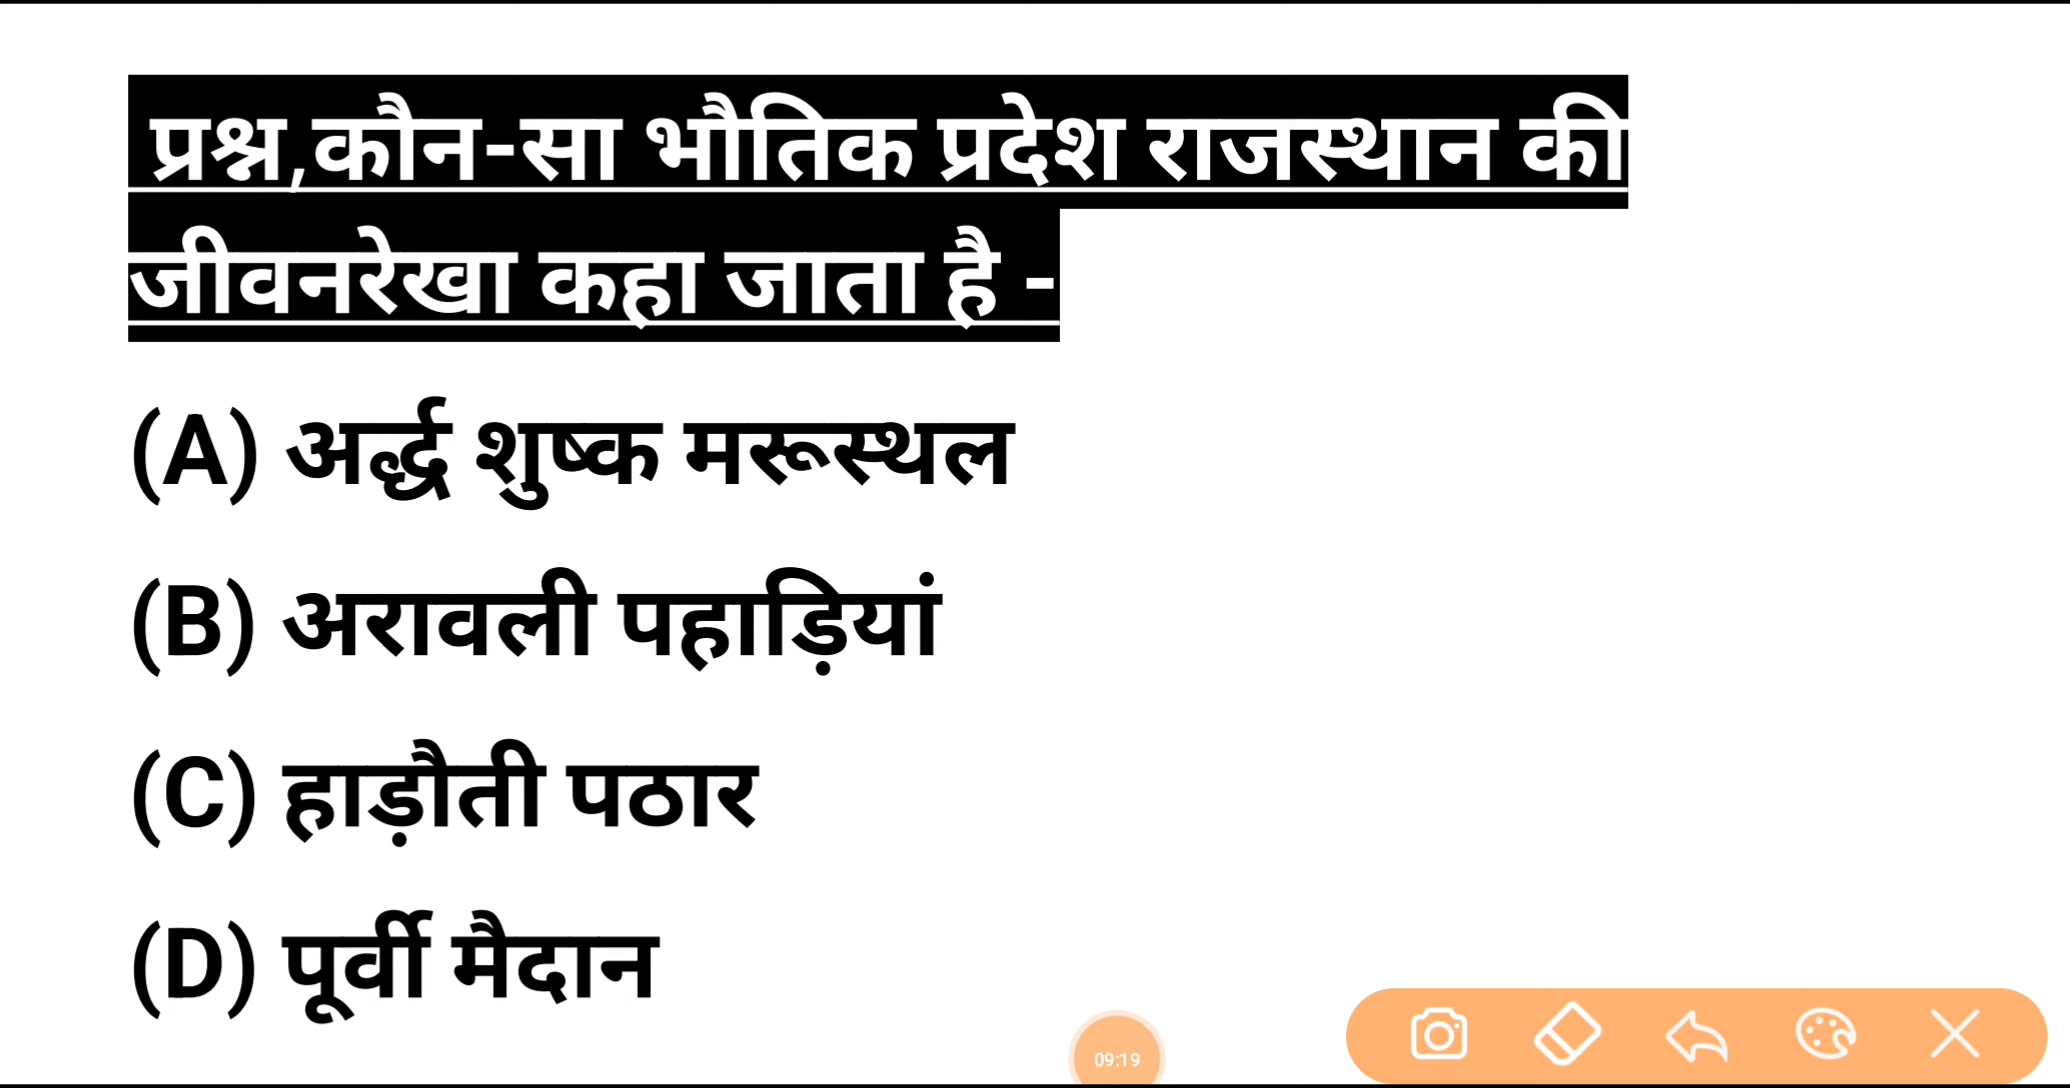 प्रश्न,कौन-सा भौतिक प्रदेश राजस्थान की
जीवनरेखा कहा जाता है -
(A) अर्द्ध शुष्क मरूस्थल
(B) अरावली पहाड़ियां
(C) हाड़ौती पठार
(D) पूर्वी मैदान
09:19